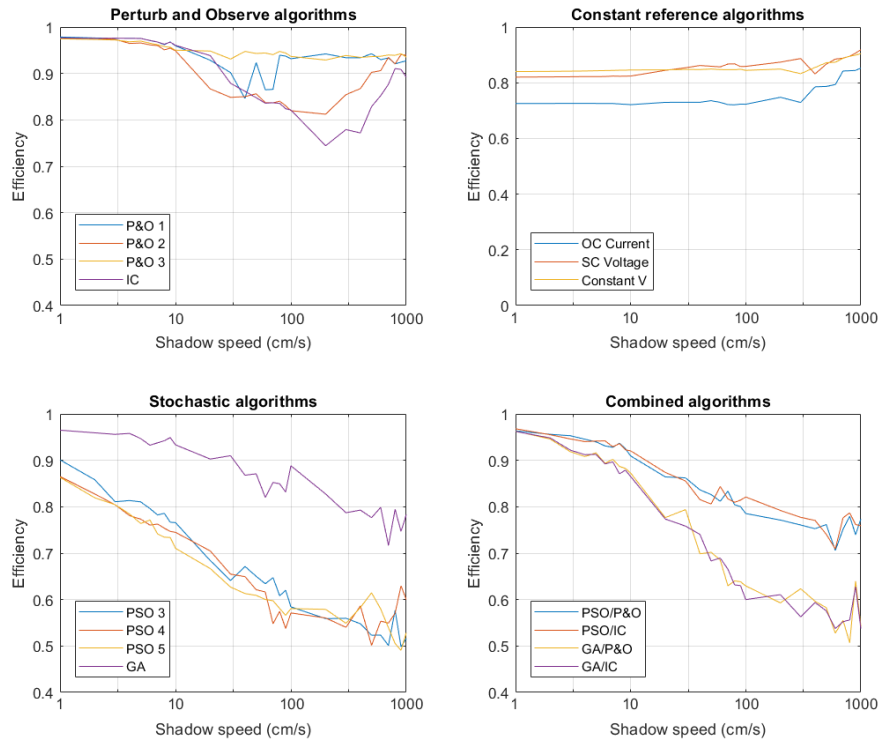 Perturb and Observe algorithms
1
0.9
0.8
0.7
0.6
0.5
0.4
Efficiency
P&O 1
P&O 2
P&O 3
IC
1 10 100 1000
Shadow speed (cm/s)
Constant reference algorithms
1
0.8
0.6
0.4
0.2
0
Efficiency
OC Current
SC Voltage
Constant V
1 10 100 1000
Shadow speed (cm/s)
Stochastic algorithms
1
0.9
0.8
0.7
0.6
0.5
0.4
Efficiency
PSO 3
PSO 4
PSO 5
GA
1 10 100 1000
Shadow speed (cm/s)
Combined algorithms
1
0.9
0.8
0.7
0.6
0.5
0.4
Efficiency
PSO/P&O
PSO/IC
GA/P&O
GA/IC
1 10 100 1000
Shadow speed (cm/s)